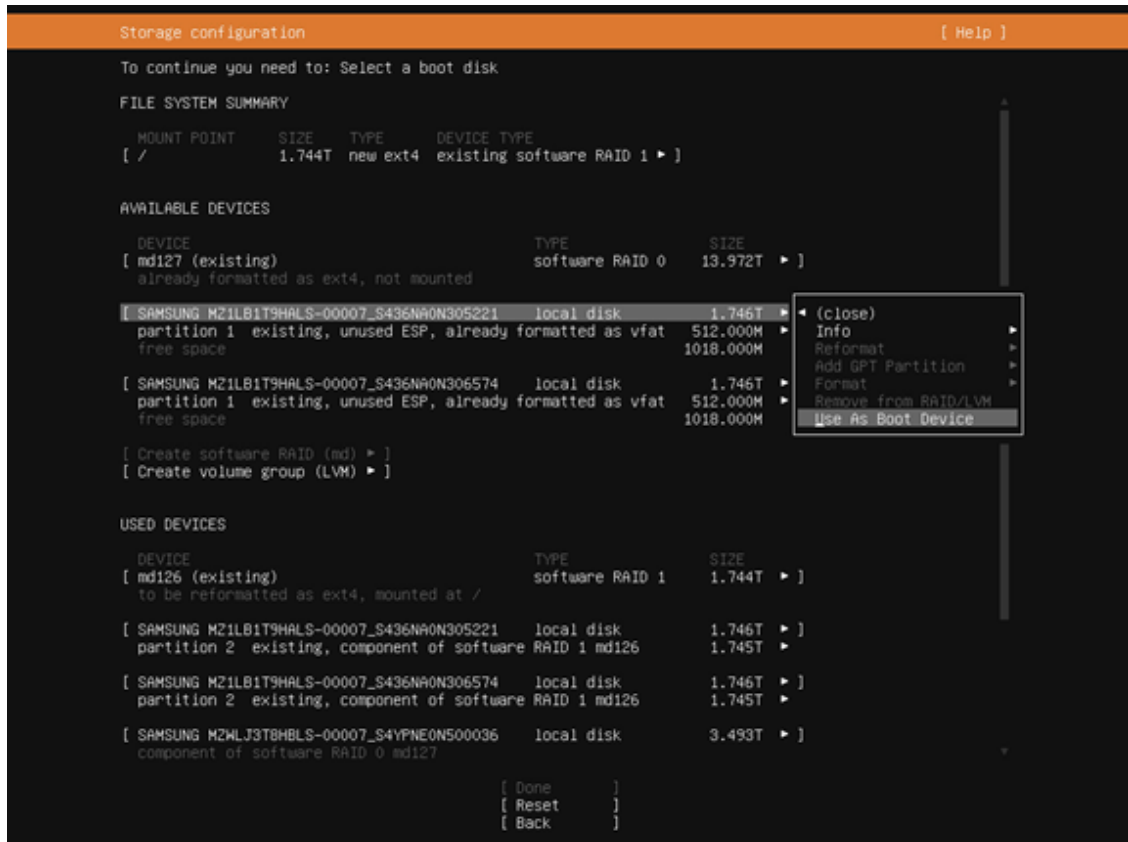 Storage configuration [ Help ]
To continue you need to: Select a boot disk
FILE SYSTEM SUMMARY
MOUNT POINT SIZE TYPE DEVICE TYPE
[ / 1.744T new ext4 existing software RAID 1 ▸ ]
AVAILABLE DEVICES
DEVICE TYPE SIZE
[ md127 (existing) software RAID 0 13.972T ▸ ]
already formatted as ext4, not mounted
[ SAMSUNG MZ1LB1T9HALS-00007_S436NA0N305221 local disk 1.746T ▸
partition 1 existing, unused ESP, already formatted as vfat 512.000M ▸
free space 1018.000M
◂ (close)
Info ▸
Reformat ▸
Add GPT Partition ▸
Format ▸
Remove from RAID/LVM
Use As Boot Device
[ SAMSUNG MZ1LB1T9HALS-00007_S436NA0N306574 local disk 1.746T ▸
partition 1 existing, unused ESP, already formatted as vfat 512.000M ▸
free space 1018.000M
[ Create software RAID (md) ▸ ]
[ Create volume group (LVM) ▸ ]
USED DEVICES
DEVICE TYPE SIZE
[ md126 (existing) software RAID 1 1.744T ▸ ]
to be reformatted as ext4, mounted at /
[ SAMSUNG MZ1LB1T9HALS-00007_S436NA0N305221 local disk 1.746T ▸ ]
partition 2 existing, component of software RAID 1 md126 1.745T ▸
[ SAMSUNG MZ1LB1T9HALS-00007_S436NA0N306574 local disk 1.746T ▸ ]
partition 2 existing, component of software RAID 1 md126 1.745T ▸
[ SAMSUNG MZWLJ3T8HBLS-00007_S4YPNE0N500036 local disk 3.493T ▸ ]
component of software RAID 0 md127
[ Done ]
[ Reset ]
[ Back ]